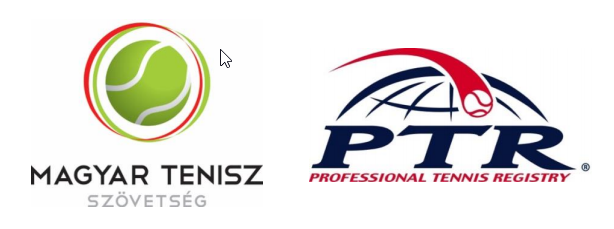 MAGYAR TENISZ
SZÖVETSÉG
PTR®
PROFESSIONAL TENNIS REGISTRY